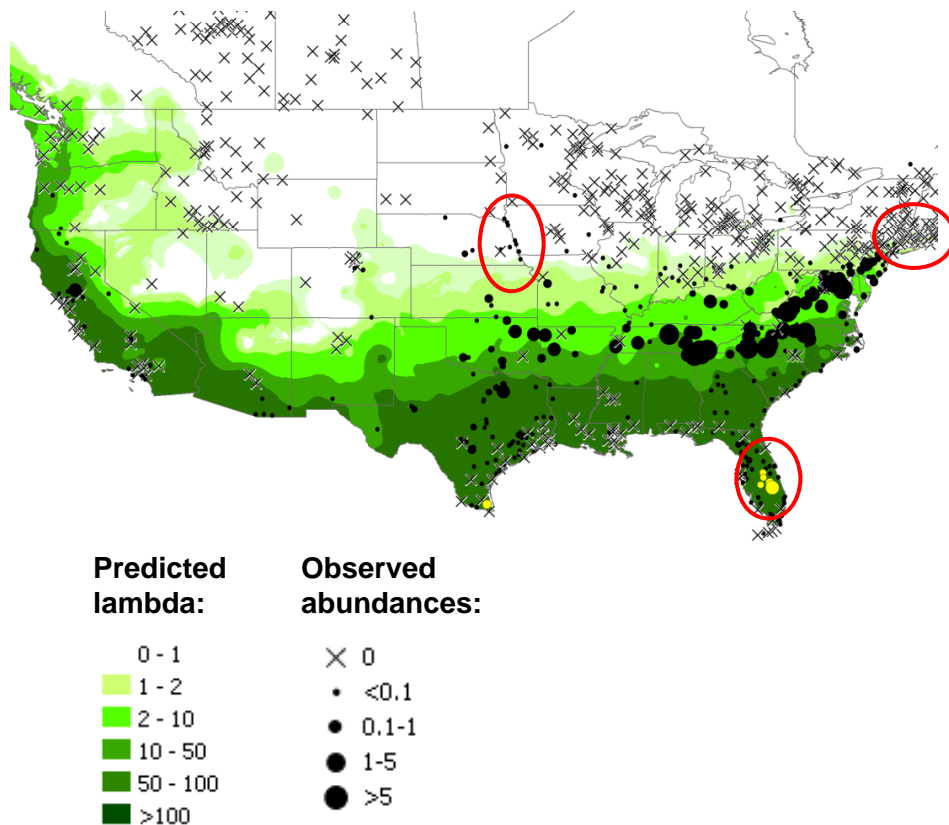 Predicted
lambda:
0 - 1
1 - 2
2 - 10
10 - 50
50 - 100
>100
Observed
abundances:
0
<0.1
0.1-1
1-5
>5